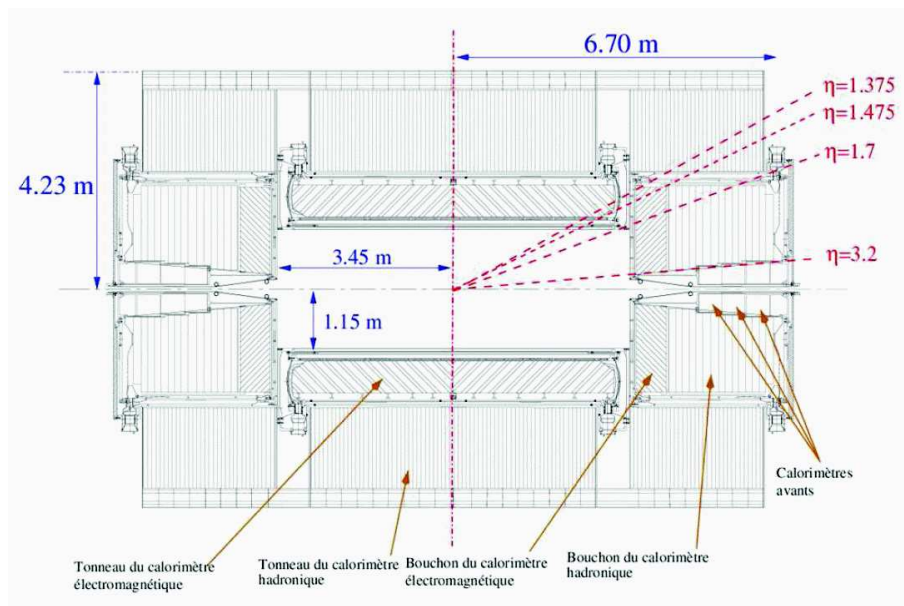 6.70 m
η=1.375
η=1.475
η=1.7
4.23 m
3.45 m
η=3.2
1.15 m
Calorimètres
avants
Tonneau du calorimètre
électromagnétique
Tonneau du calorimètre
hadronique
Bouchon du calorimètre
électromagnétique
Bouchon du calorimètre
hadronique